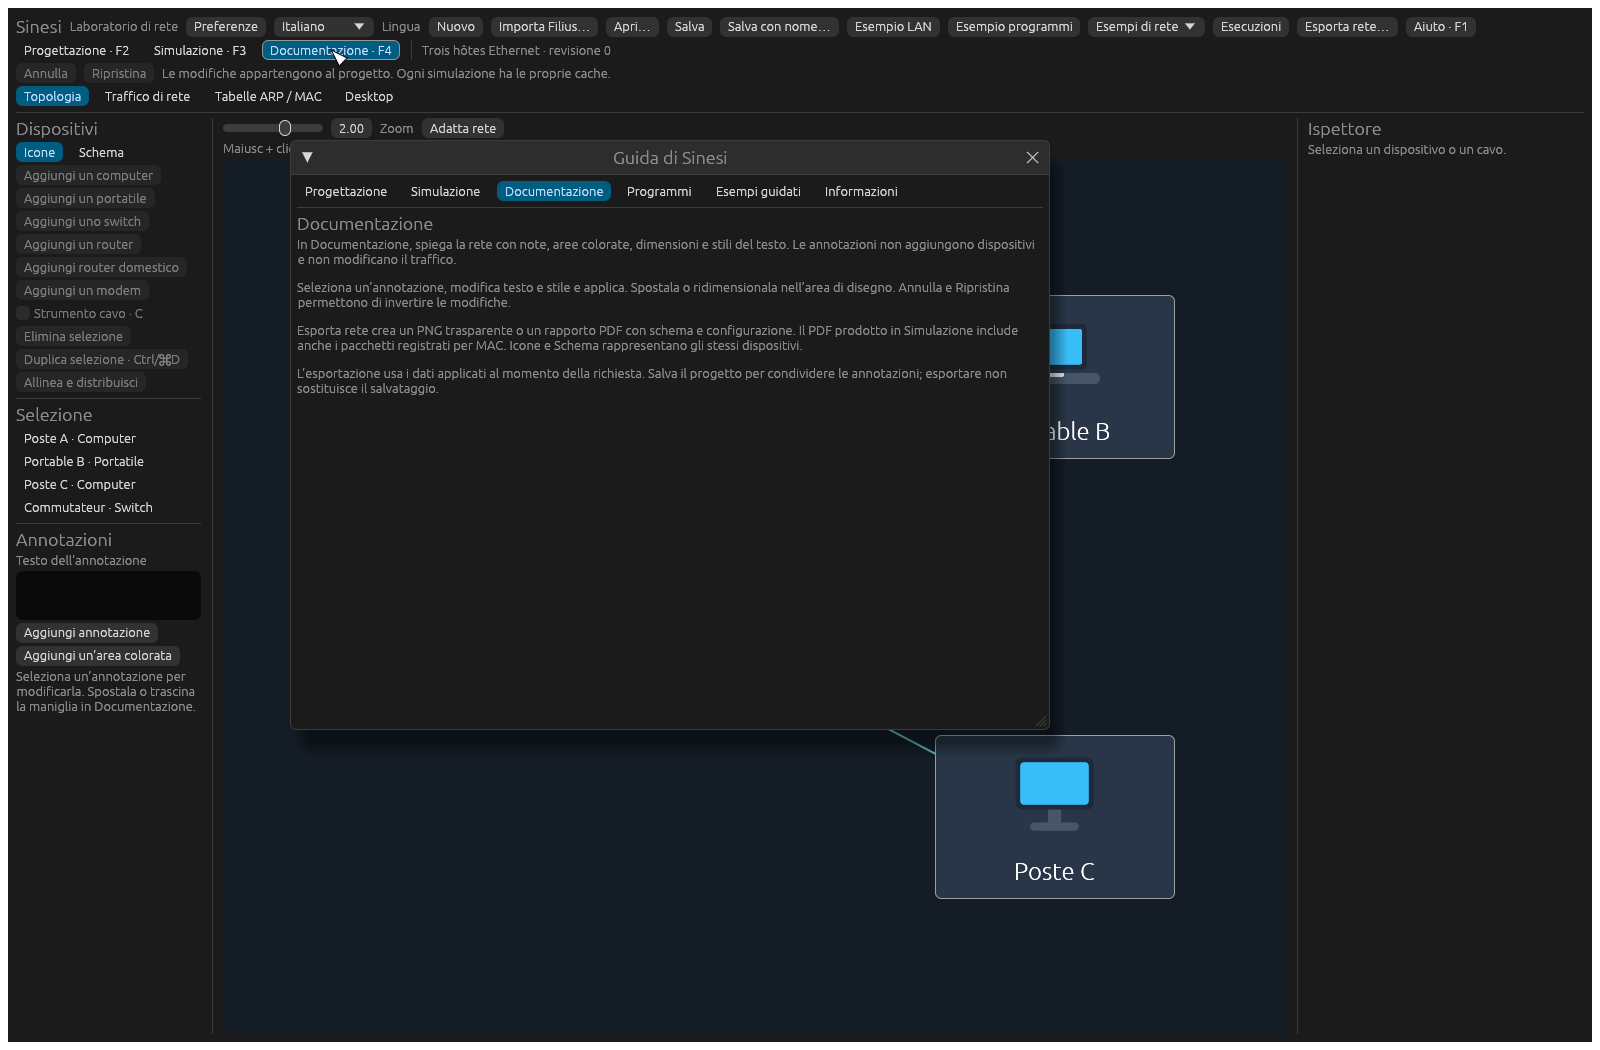 Sinesi Laboratorio di rete Preferenze Italiano Lingua Nuovo Importa Filius... Apri... Salva Salva con nome... Esempio LAN Esempio programmi Esempi di rete Esecuzioni Esporta rete... Aiuto · F1
Progettazione · F2 Simulazione · F3 Documentazione · F4 Trois hôtes Ethernet · revisione 0
Annulla Ripristina Le modifiche appartengono al progetto. Ogni simulazione ha le proprie cache.
Topologia Traffico di rete Tabelle ARP / MAC Desktop
Dispositivi
Icone Schema
Aggiungi un computer
Aggiungi un portatile
Aggiungi uno switch
Aggiungi un router
Aggiungi router domestico
Aggiungi un modem
Strumento cavo · C
Elimina selezione
Duplica selezione · Ctrl/⌘D
Allinea e distribuisci
Selezione
Poste A · Computer
Portable B · Portatile
Poste C · Computer
Commutateur · Switch
Annotazioni
Testo dell’annotazione
Aggiungi annotazione
Aggiungi un’area colorata
Seleziona un’annotazione per
modificarla. Spostala o trascina
la maniglia in Documentazione.
2.00 Zoom Adatta rete
Maiusc + cli
Guida di Sinesi
Progettazione Simulazione Documentazione Programmi Esempi guidati Informazioni
Documentazione
In Documentazione, spiega la rete con note, aree colorate, dimensioni e stili del testo. Le annotazioni non aggiungono dispositivi
e non modificano il traffico.
Seleziona un’annotazione, modifica testo e stile e applica. Spostala o ridimensionala nell’area di disegno. Annulla e Ripristina
permettono di invertire le modifiche.
Esporta rete crea un PNG trasparente o un rapporto PDF con schema e configurazione. Il PDF prodotto in Simulazione include
anche i pacchetti registrati per MAC. Icone e Schema rappresentano gli stessi dispositivi.
L’esportazione usa i dati applicati al momento della richiesta. Salva il progetto per condividere le annotazioni; esportare non
sostituisce il salvataggio.
able B
Poste C
Ispettore
Seleziona un dispositivo o un cavo.